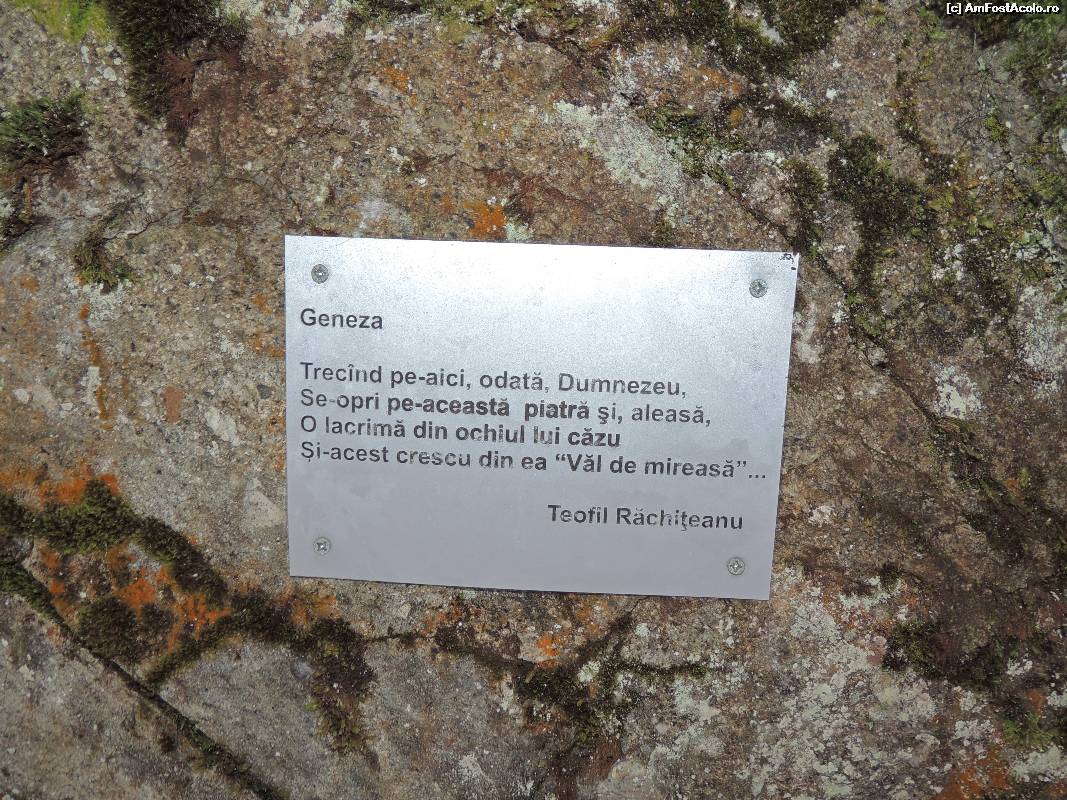 [c] AmFostAcolo.ro
Geneza
Trecînd pe-aici, odată, Dumnezeu,
Se-opri pe-această piatră şi, aleasă,
O lacrimă din ochiul lui căzu
Şi-acest crescu din ea “Văl de mireasă”...
Teofil Răchiţeanu